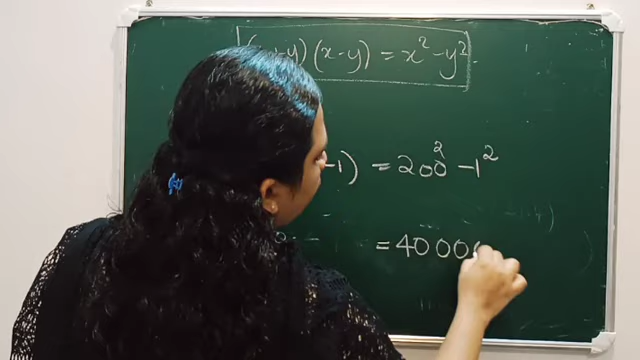 -y)(x-y) = x² - y²
-1) = 200² - 1²
= 4000